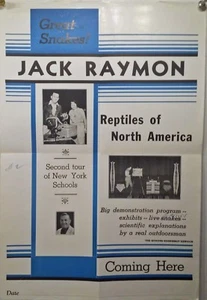 Great
Snakes!
JACK RAYMON
Reptiles of
North America
Second tour
of New York
Schools
Big demonstration program—
exhibits—live snakes—
scientific explanations
by a real outdoorsman
Coming Here
Date